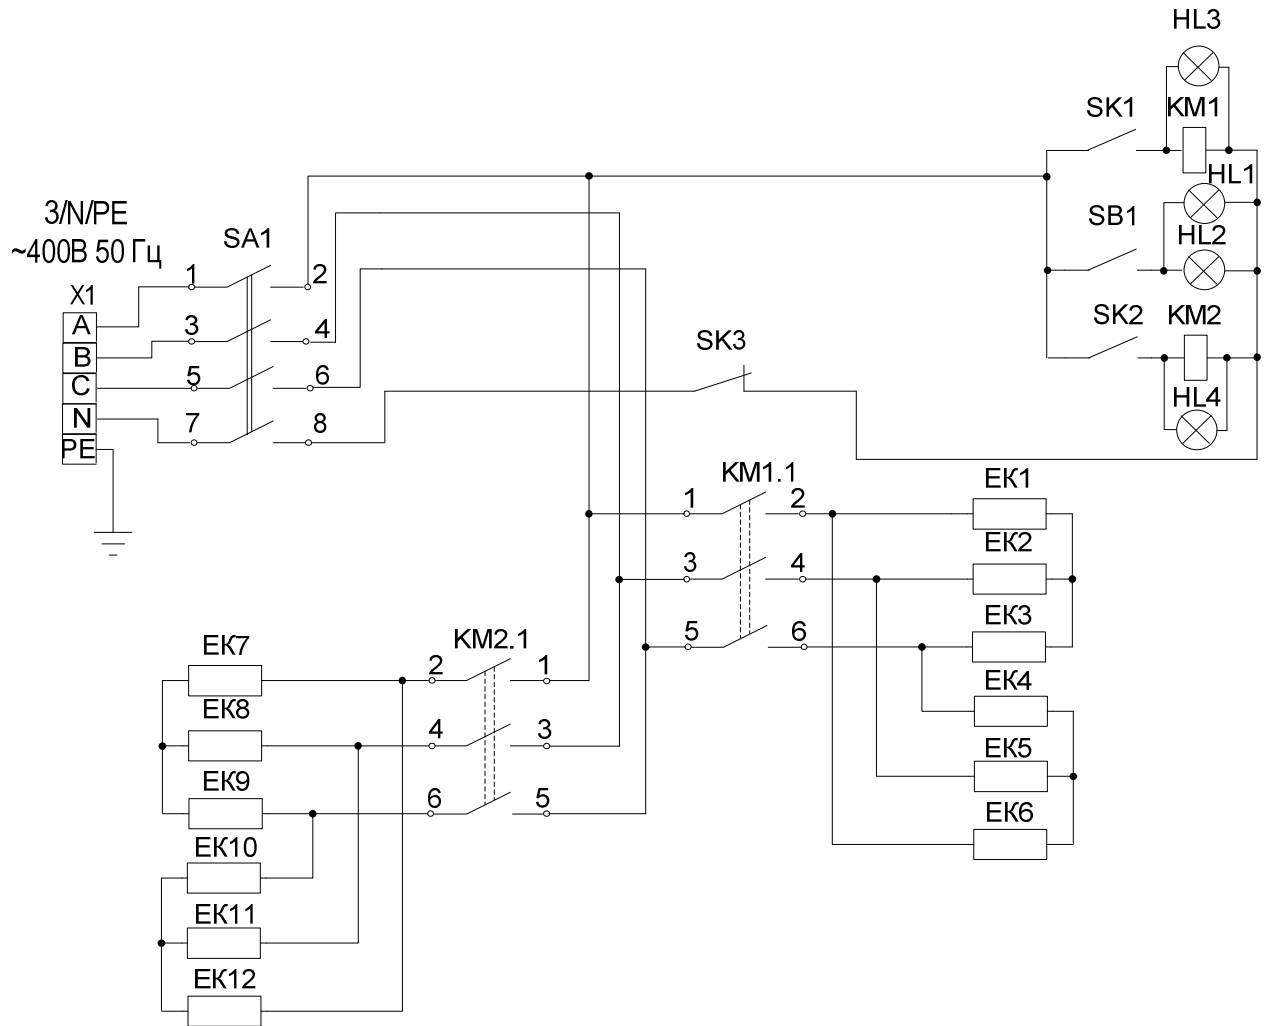 HL3
SK1
KM1
HL1
3/N/PE
~400В 50 Гц
SA1
SB1
HL2
1
2
X1
A
3
4
SK2
KM2
B
SK3
C
5
6
HL4
N
7
8
PE
KM1.1
EK1
1
2
EK2
3
4
EK3
5
6
KM2.1
EK7
2
1
EK4
EK8
4
3
EK5
EK9
6
5
EK6
EK10
EK11
EK12